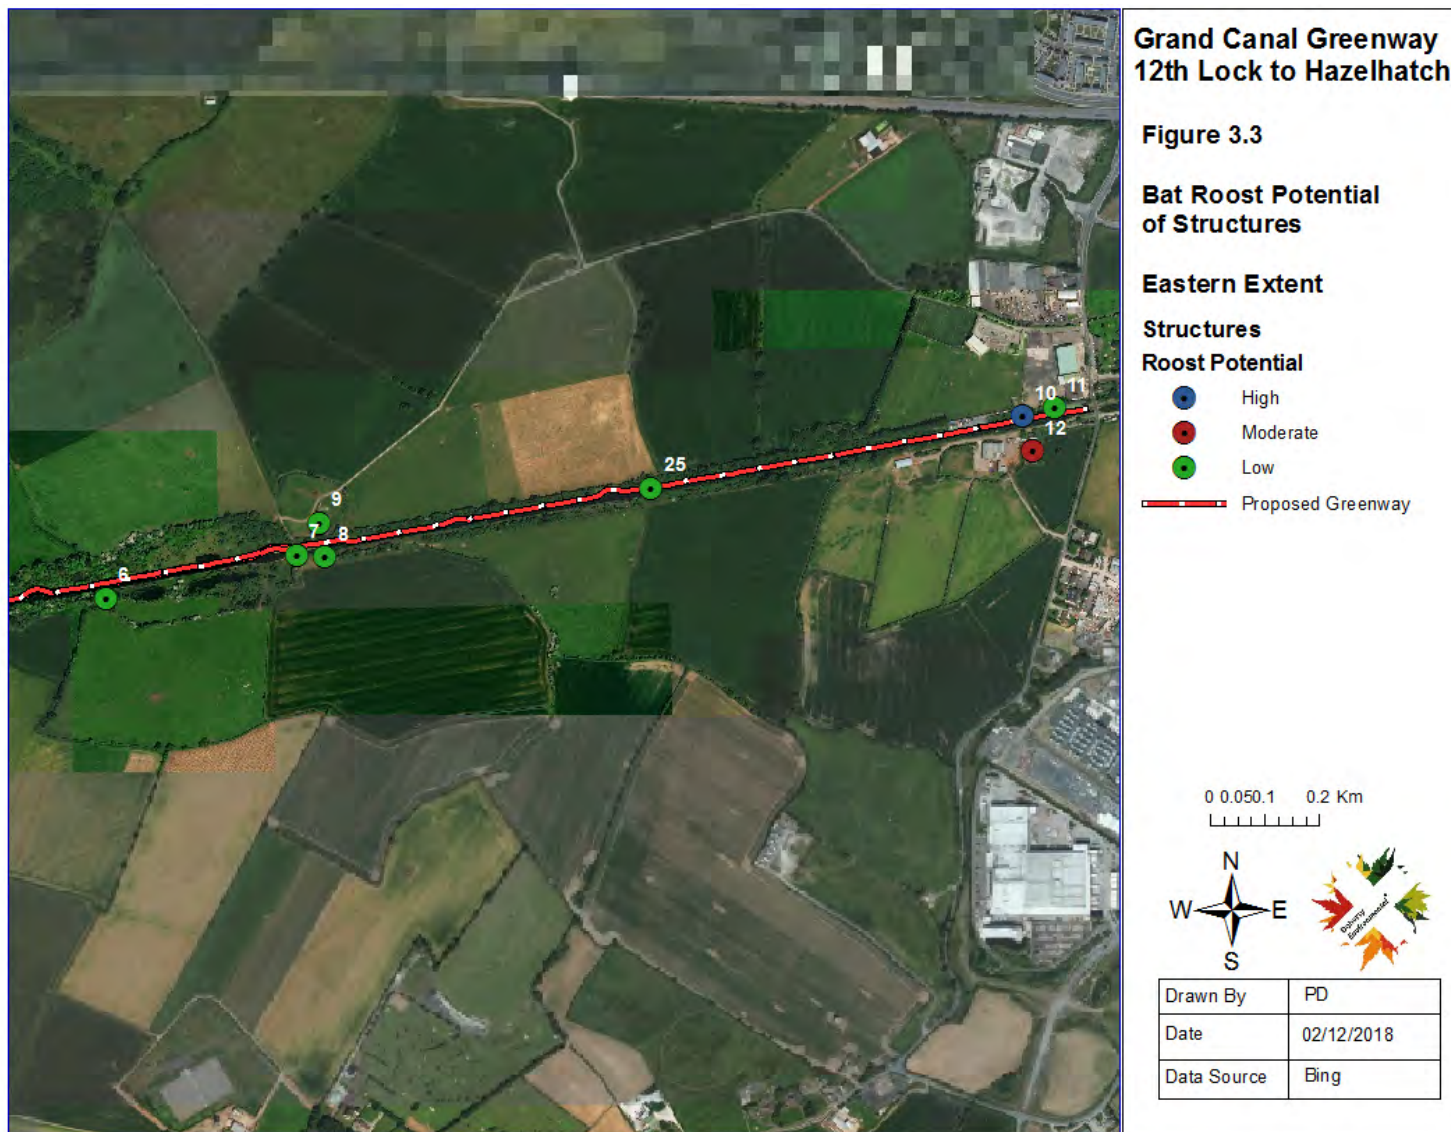 Grand Canal Greenway
12th Lock to Hazelhatch
Figure 3.3
Bat Roost Potential
of Structures
Eastern Extent
Structures
Roost Potential
High
Moderate
Low
Proposed Greenway
10
11
12
25
9
7
8
6
0 0.050.1 0.2 Km
N
W E
S
Doherty
Environmental
Drawn By PD
Date 02/12/2018
Data Source Bing